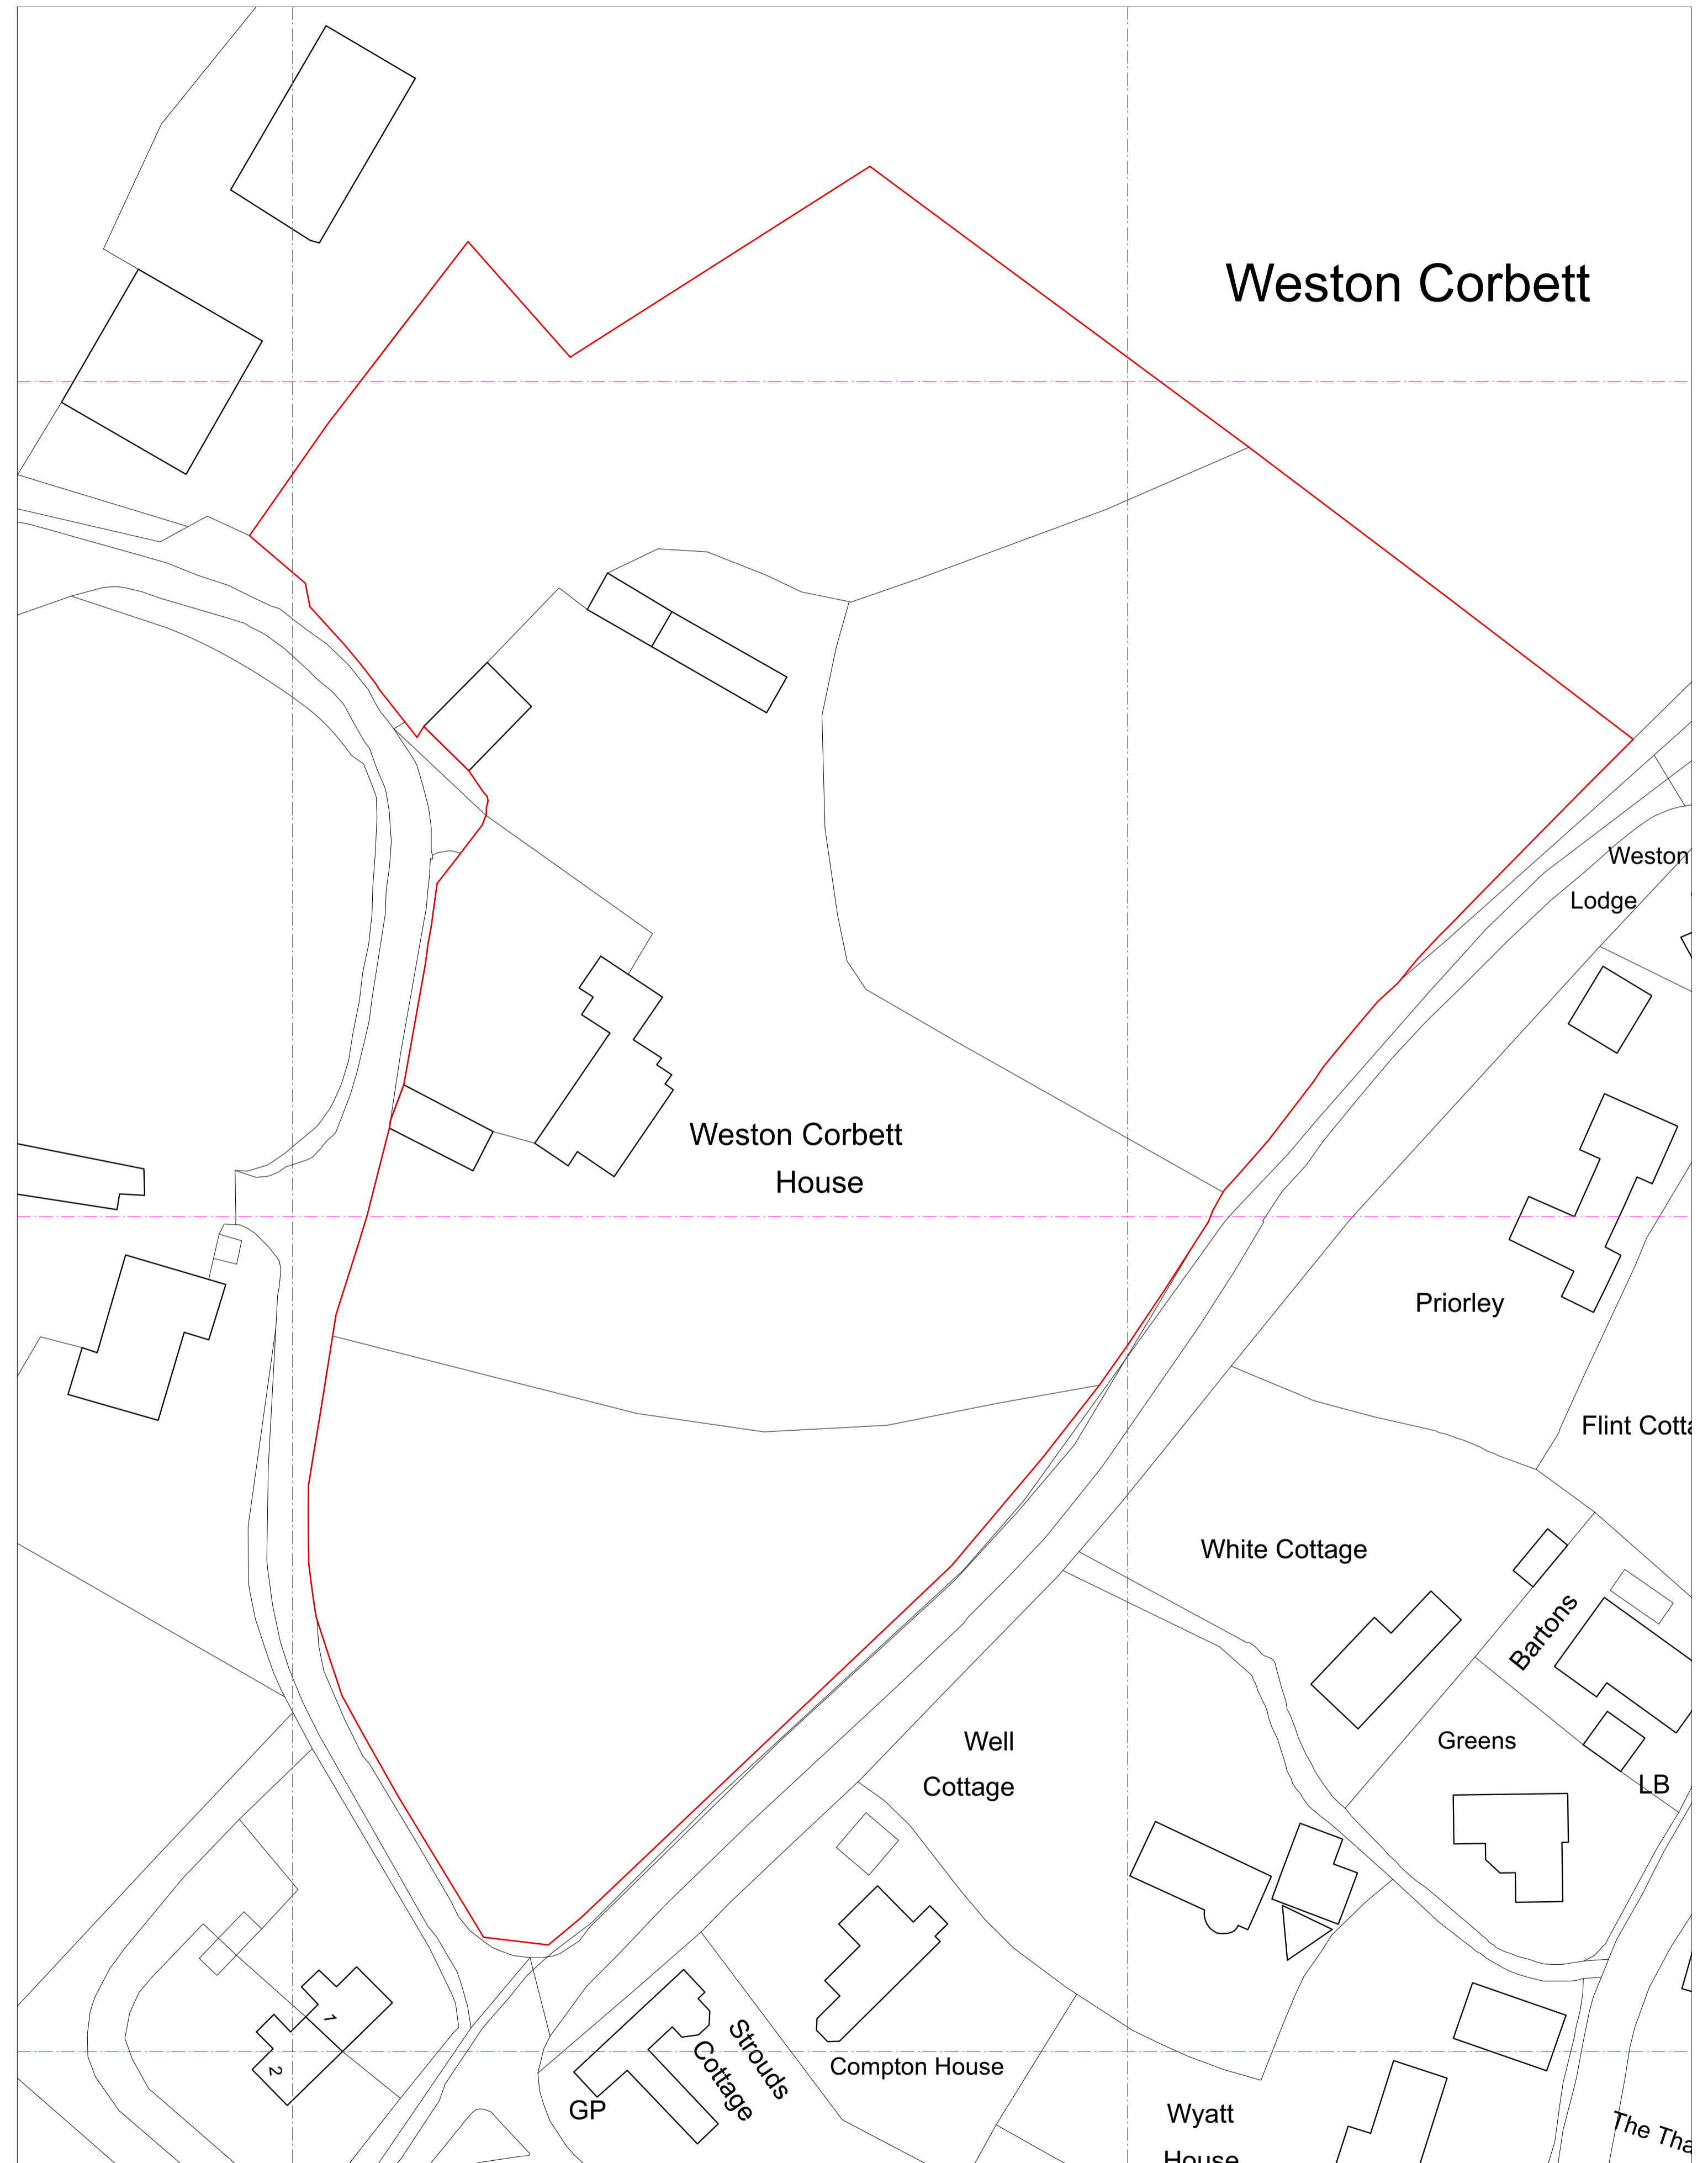 Weston Corbett
Weston
Lodge
Weston Corbett
House
Priorley
Flint Cotta
White Cottage
Bartons
Well
Cottage
Greens
LB
1
2
Strouds
Cottage
Compton House
GP
Wyatt
House
The Tha